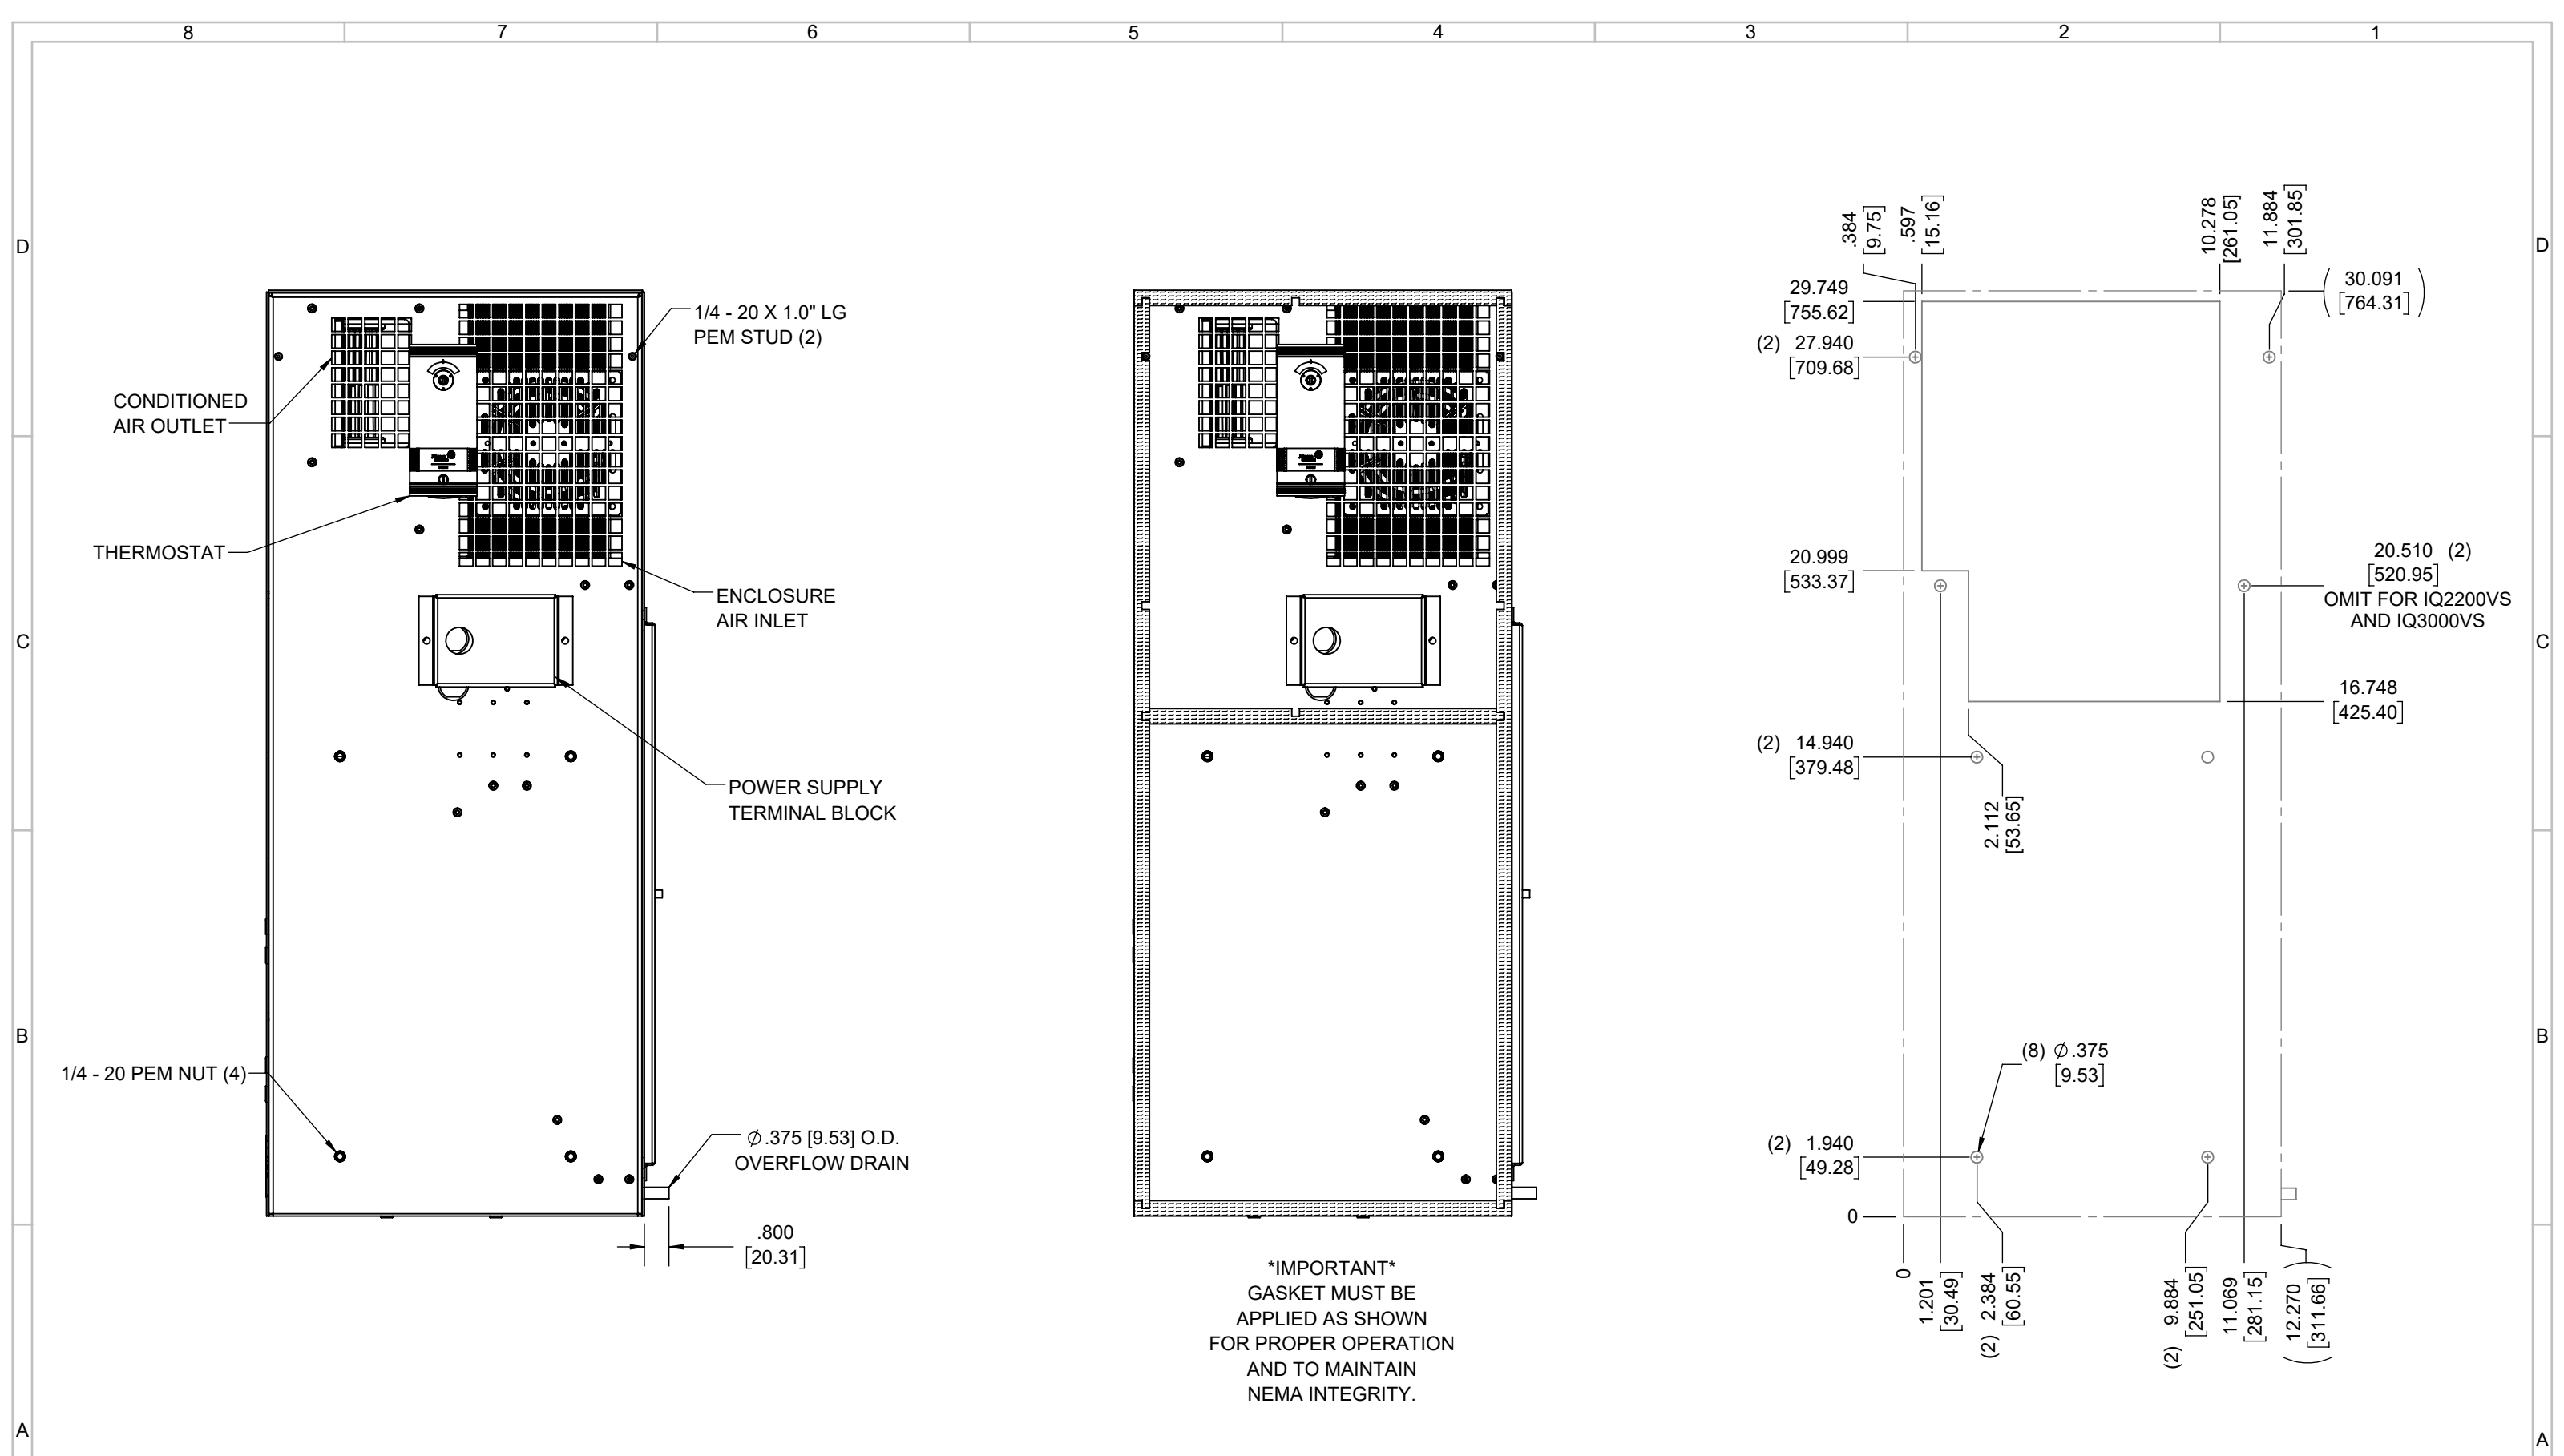 8 7 6 5 4 3 2 1
D
D
C
C
B
B
A
A
CONDITIONED
AIR OUTLET
THERMOSTAT
1/4 - 20 X 1.0" LG
PEM STUD (2)
ENCLOSURE
AIR INLET
POWER SUPPLY
TERMINAL BLOCK
1/4 - 20 PEM NUT (4)
∅.375 [9.53] O.D.
OVERFLOW DRAIN
.800
[20.31]
*IMPORTANT*
GASKET MUST BE
APPLIED AS SHOWN
FOR PROPER OPERATION
AND TO MAINTAIN
NEMA INTEGRITY.
.384
[9.75]
.597
[15.16]
10.278
[261.05]
11.884
[301.85]
(30.091
[764.31])
29.749
[755.62]
(2) 27.940
[709.68]
20.999
[533.37]
20.510 (2)
[520.95]
OMIT FOR IQ2200VS
AND IQ3000VS
16.748
[425.40]
(2) 14.940
[379.48]
2.112
[53.65]
(8) ∅.375
[9.53]
(2) 1.940
[49.28]
0
0
1.201
[30.49]
(2) 2.384
[60.55]
(2) 9.884
[251.05]
11.069
[281.15]
(12.270
[311.66])